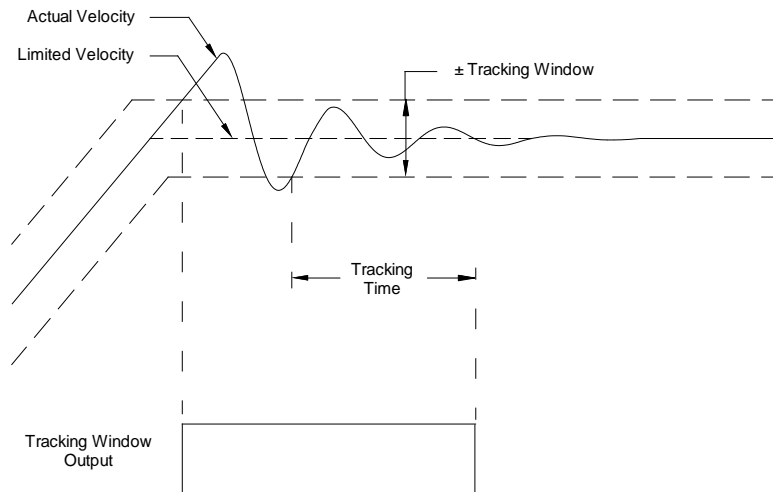 Actual Velocity
Limited Velocity
± Tracking Window
Tracking
Time
Tracking Window
Output